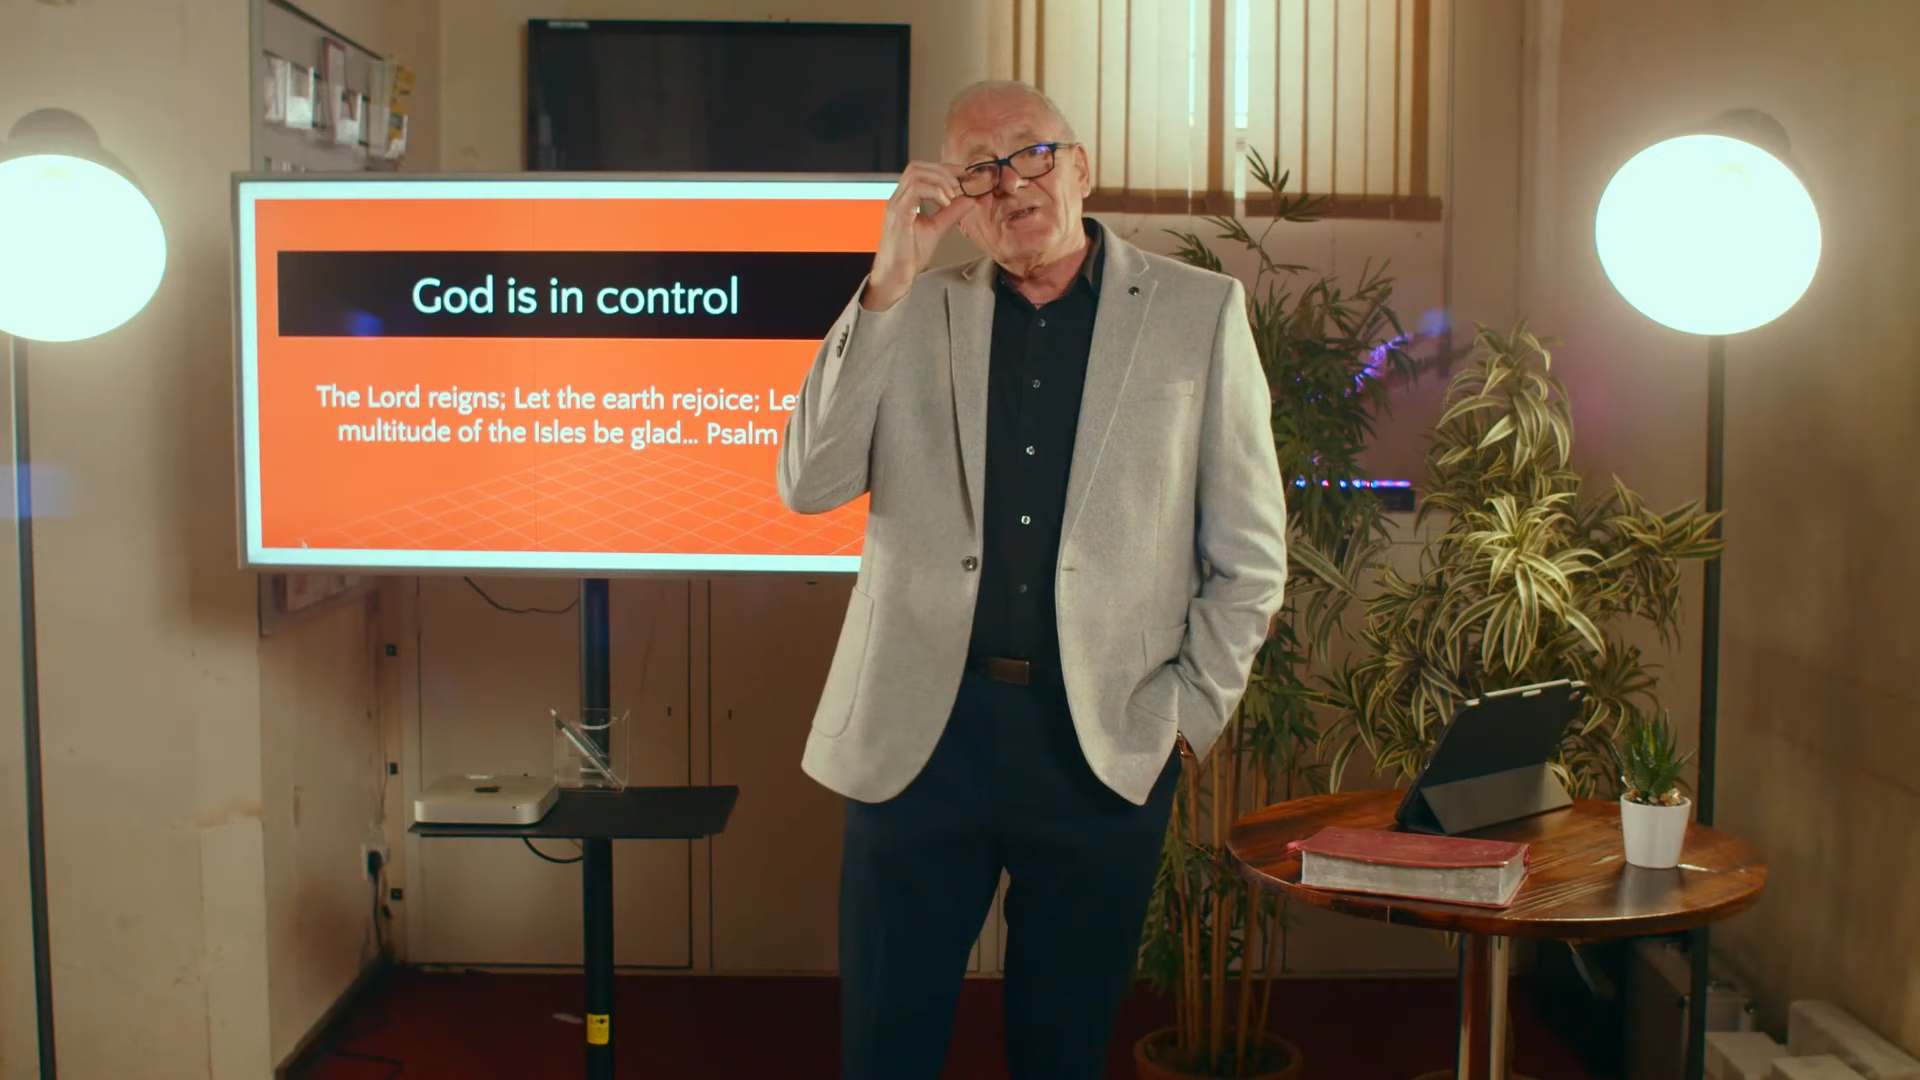 God is in control
The Lord reigns; Let the earth rejoice; Le
multitude of the Isles be glad... Psalm